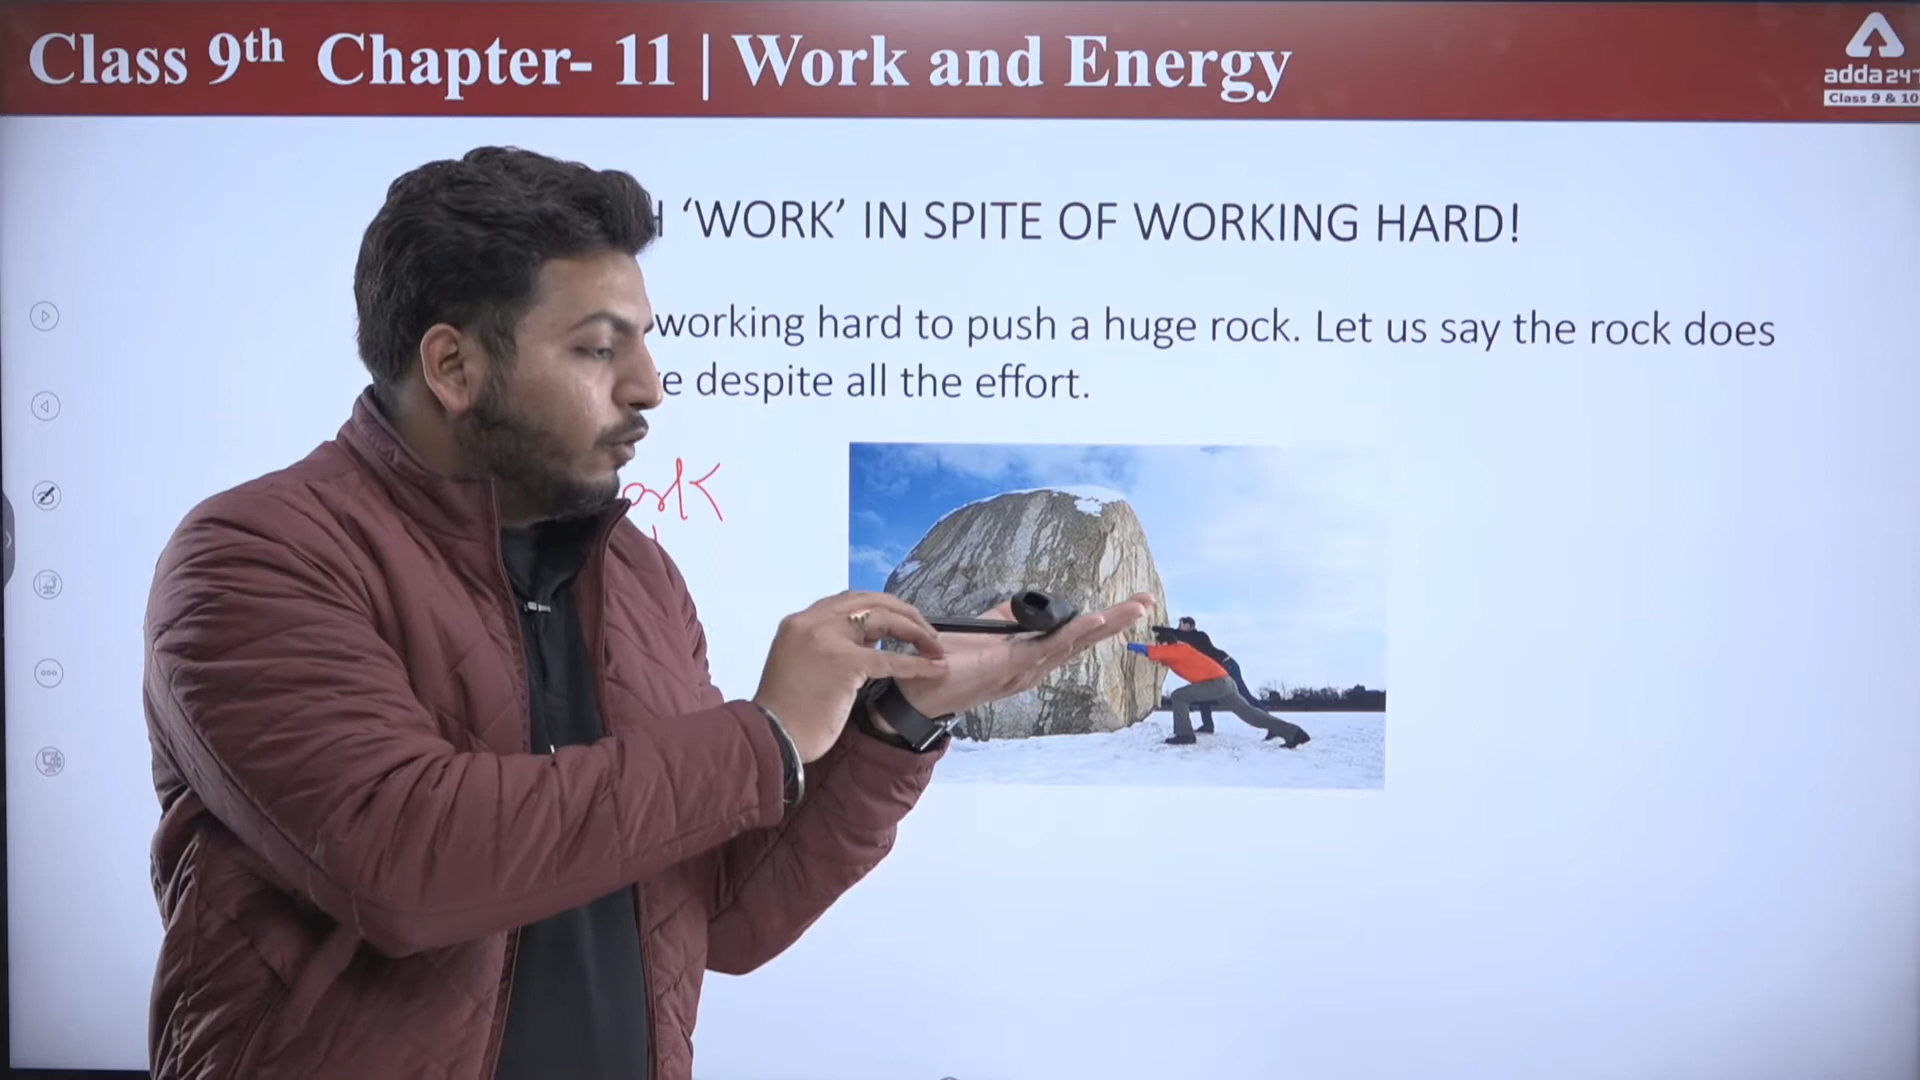 Class 9th Chapter- 11 | Work and Energy
adda247
Class 9 & 10
‘WORK’ IN SPITE OF WORKING HARD!
working hard to push a huge rock. Let us say the rock does
despite all the effort.